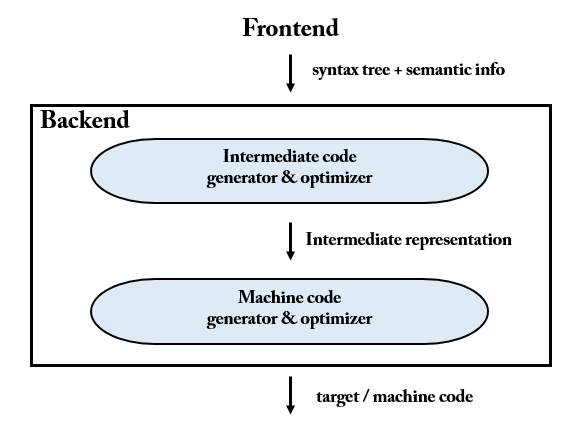 Frontend
syntax tree + semantic info
Backend
Intermediate code
generator & optimizer
Intermediate representation
Machine code
generator & optimizer
target / machine code